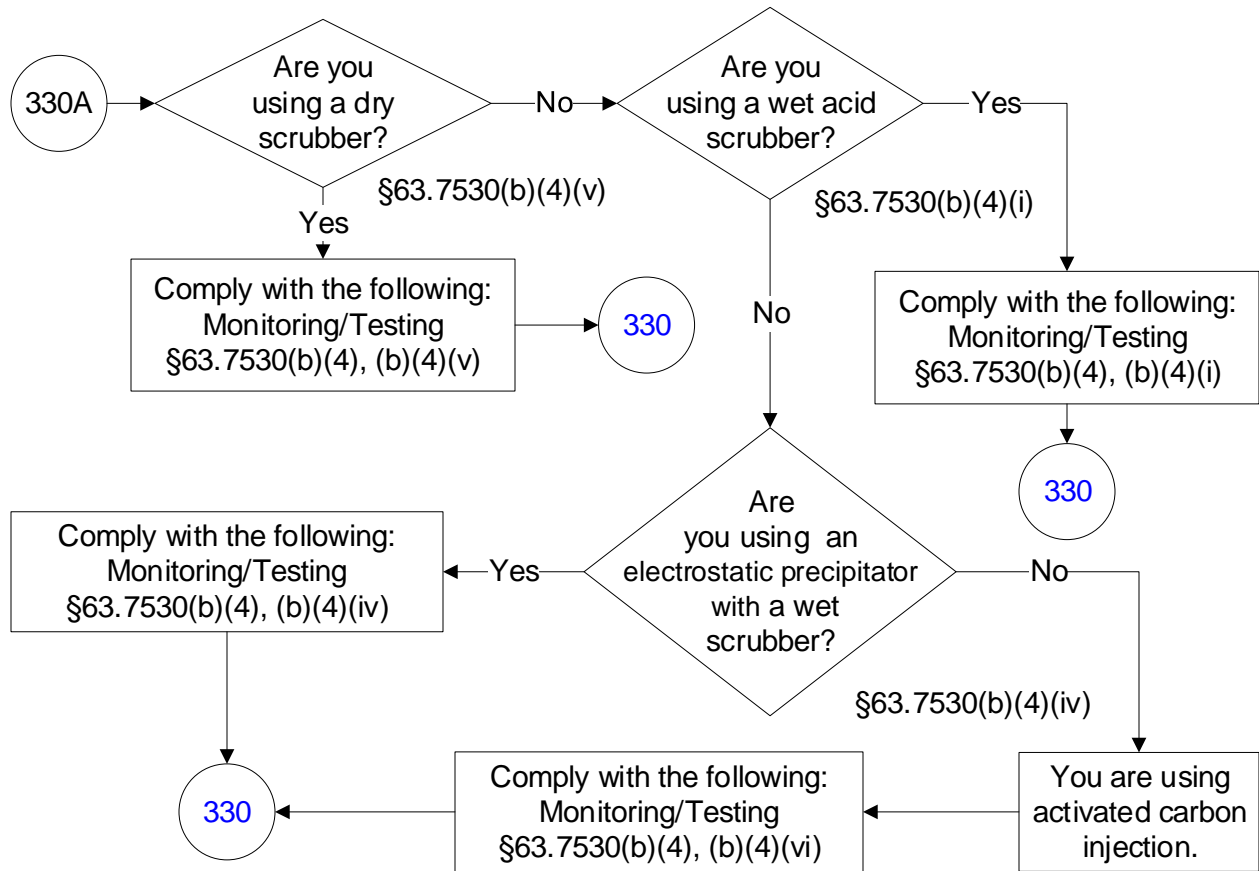 330A
Are you
using a dry
scrubber?
No
Are you
using a wet acid
scrubber?
Yes
§63.7530(b)(4)(v)
§63.7530(b)(4)(i)
Yes
Comply with the following:
Monitoring/Testing
§63.7530(b)(4), (b)(4)(v)
330
No
Comply with the following:
Monitoring/Testing
§63.7530(b)(4), (b)(4)(i)
330
Are
you using an
electrostatic precipitator
with a wet
scrubber?
Yes
No
Comply with the following:
Monitoring/Testing
§63.7530(b)(4), (b)(4)(iv)
§63.7530(b)(4)(iv)
You are using
activated carbon
injection.
Comply with the following:
Monitoring/Testing
§63.7530(b)(4), (b)(4)(vi)
330